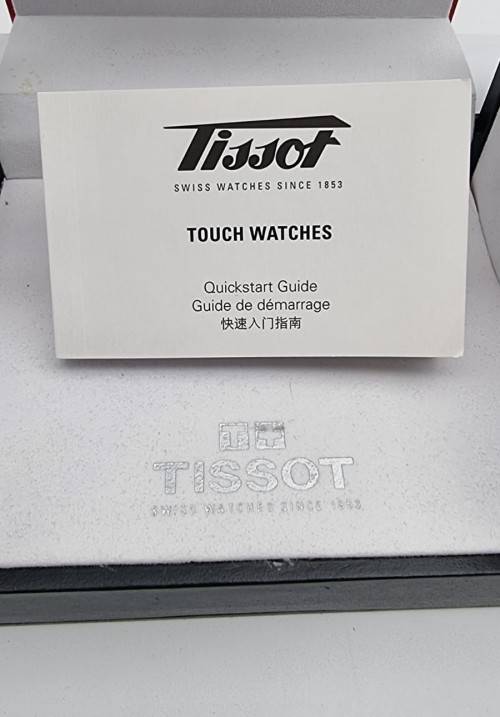 Tissot
SWISS WATCHES SINCE 1853
TOUCH WATCHES
Quickstart Guide
Guide de démarrage
快速入门指南
TISSOT
SWISS WATCHES SINCE 1853